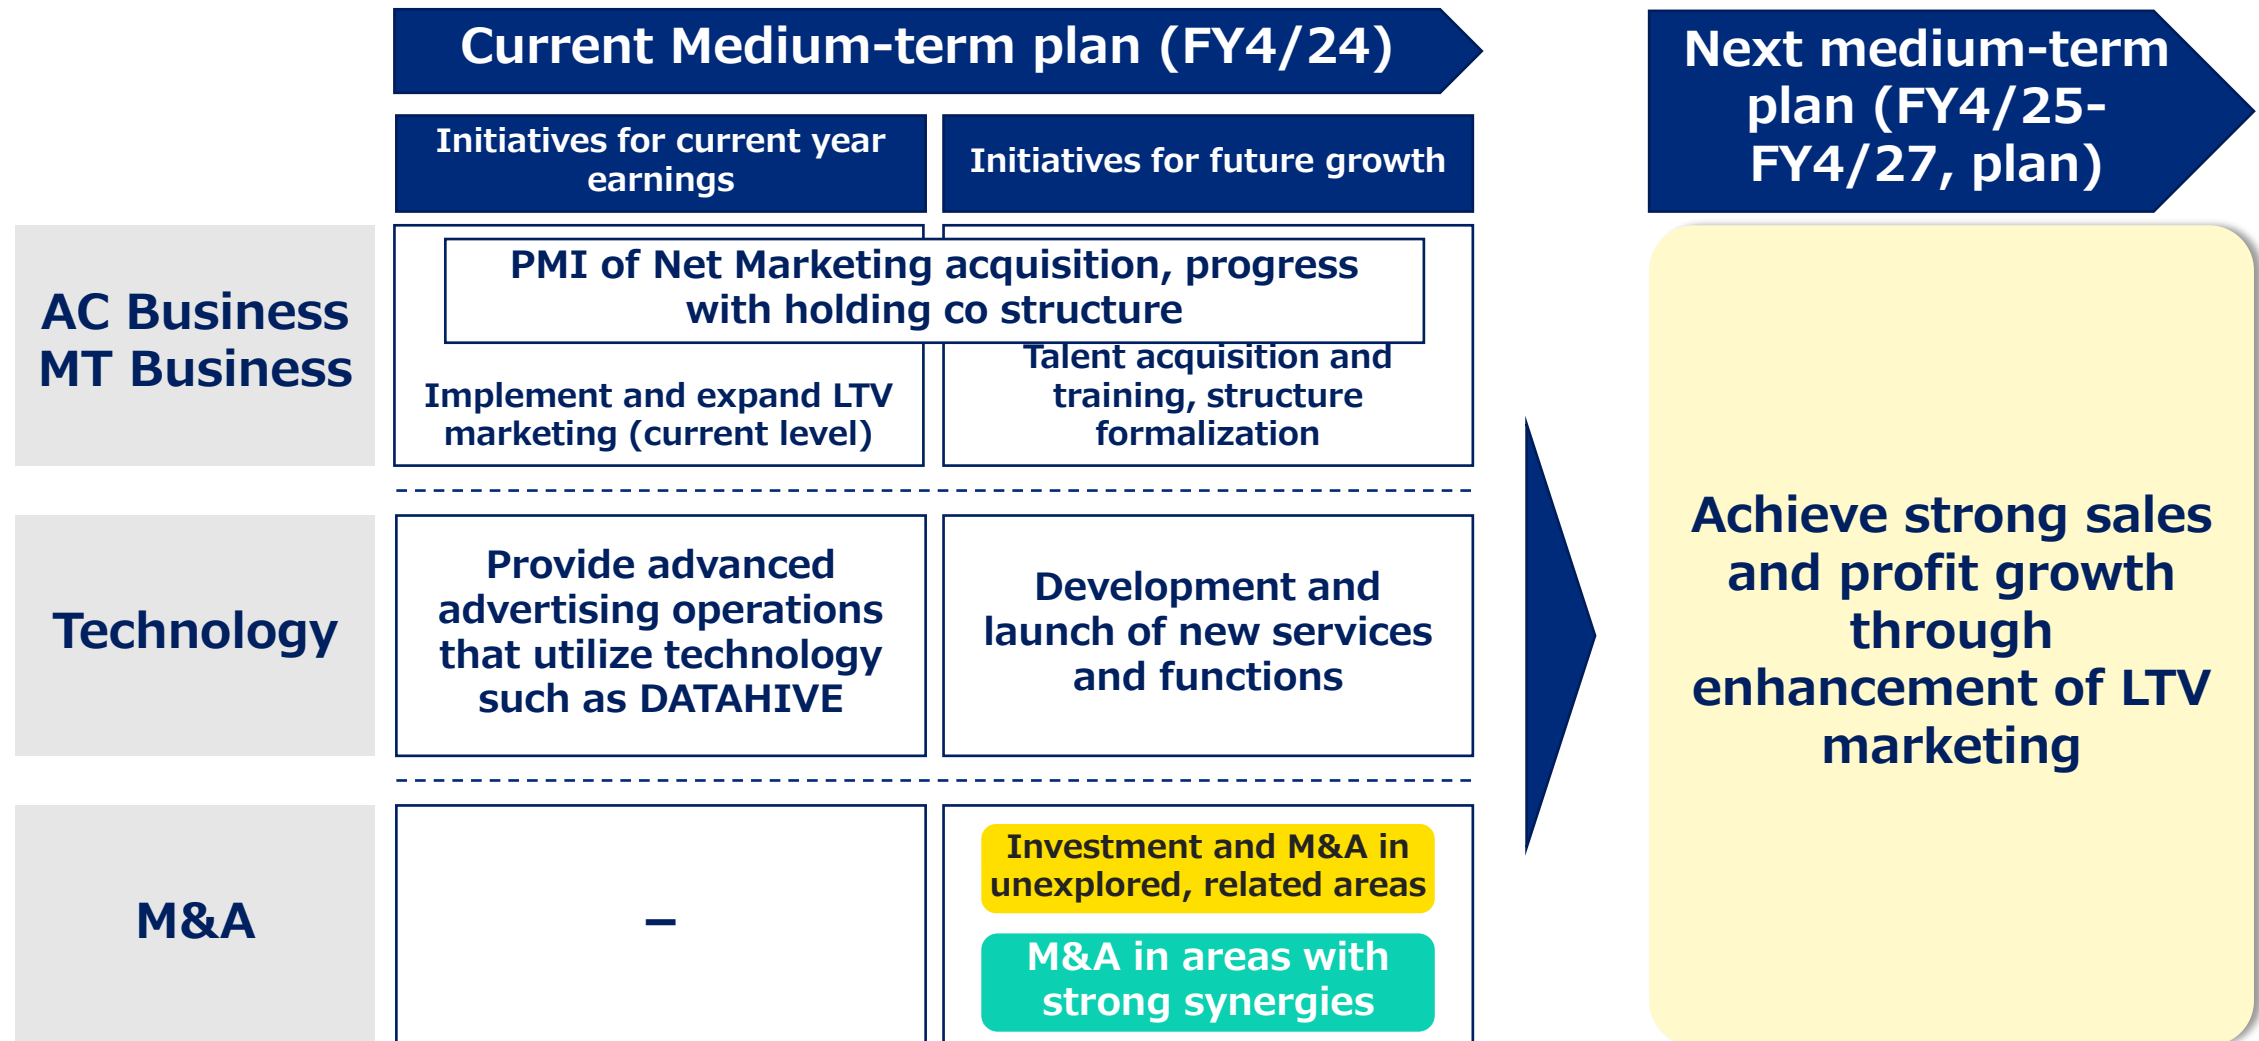 Current Medium-term plan (FY4/24)
Next medium-term
plan (FY4/25-
FY4/27, plan)
Initiatives for current year
earnings
Initiatives for future growth
AC Business
MT Business
PMI of Net Marketing acquisition, progress
with holding co structure
Implement and expand LTV
marketing (current level)
Talent acquisition and
training, structure
formalization
Technology
Provide advanced
advertising operations
that utilize technology
such as DATAHIVE
Development and
launch of new services
and functions
M&A
–
Investment and M&A in
unexplored, related areas
M&A in areas with
strong synergies
Achieve strong sales
and profit growth
through
enhancement of LTV
marketing